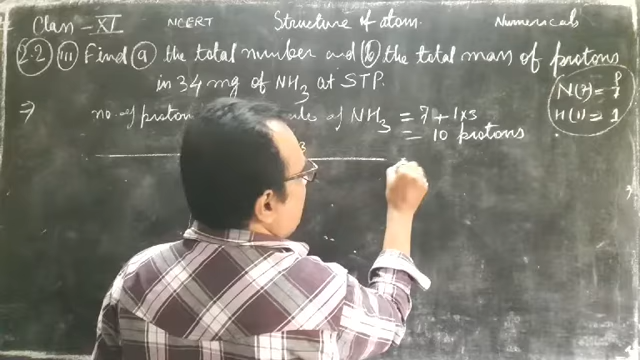 Class - XI NCERT Structure of atom. Numericals
2.2 (iii) Find (a) the total number and (b) the total mass of protons
in 34 mg of NH3 at STP.
N(7) = 7
H(1) = 1
P
⇒ no. of proton of NH3 = 7 + 1x3
= 10 protons
3